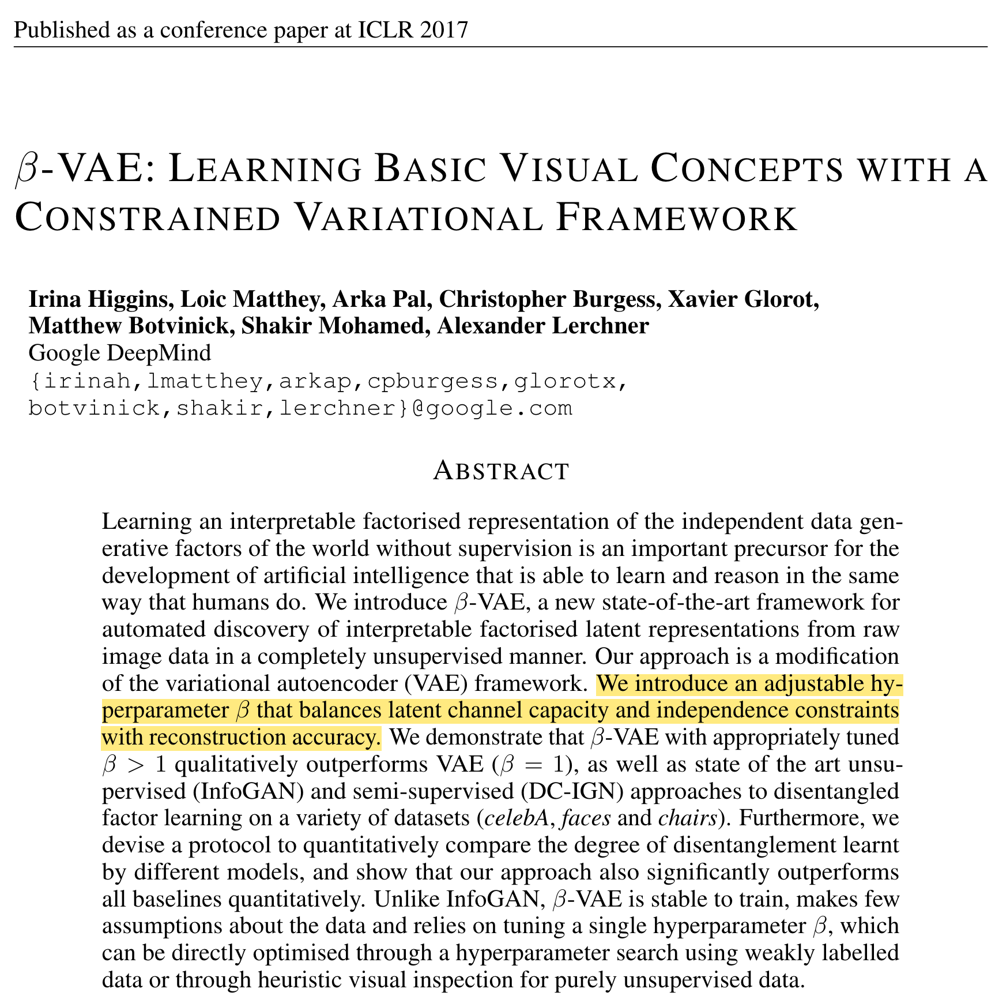 Published as a conference paper at ICLR 2017
β-VAE: LEARNING BASIC VISUAL CONCEPTS WITH A
CONSTRAINED VARIATIONAL FRAMEWORK
Irina Higgins, Loic Matthey, Arka Pal, Christopher Burgess, Xavier Glorot,
Matthew Botvinick, Shakir Mohamed, Alexander Lerchner
Google DeepMind
{irinah,lmatthey,arkap,cpburgess,glorotx,
botvinick,shakir,lerchner}@google.com
ABSTRACT
Learning an interpretable factorised representation of the independent data gen-
erative factors of the world without supervision is an important precursor for the
development of artificial intelligence that is able to learn and reason in the same
way that humans do. We introduce β-VAE, a new state-of-the-art framework for
automated discovery of interpretable factorised latent representations from raw
image data in a completely unsupervised manner. Our approach is a modification
of the variational autoencoder (VAE) framework. We introduce an adjustable hy-
perparameter β that balances latent channel capacity and independence constraints
with reconstruction accuracy. We demonstrate that β-VAE with appropriately tuned
β > 1 qualitatively outperforms VAE (β = 1), as well as state of the art unsu-
pervised (InfoGAN) and semi-supervised (DC-IGN) approaches to disentangled
factor learning on a variety of datasets (celebA, faces and chairs). Furthermore, we
devise a protocol to quantitatively compare the degree of disentanglement learnt
by different models, and show that our approach also significantly outperforms
all baselines quantitatively. Unlike InfoGAN, β-VAE is stable to train, makes few
assumptions about the data and relies on tuning a single hyperparameter β, which
can be directly optimised through a hyperparameter search using weakly labelled
data or through heuristic visual inspection for purely unsupervised data.